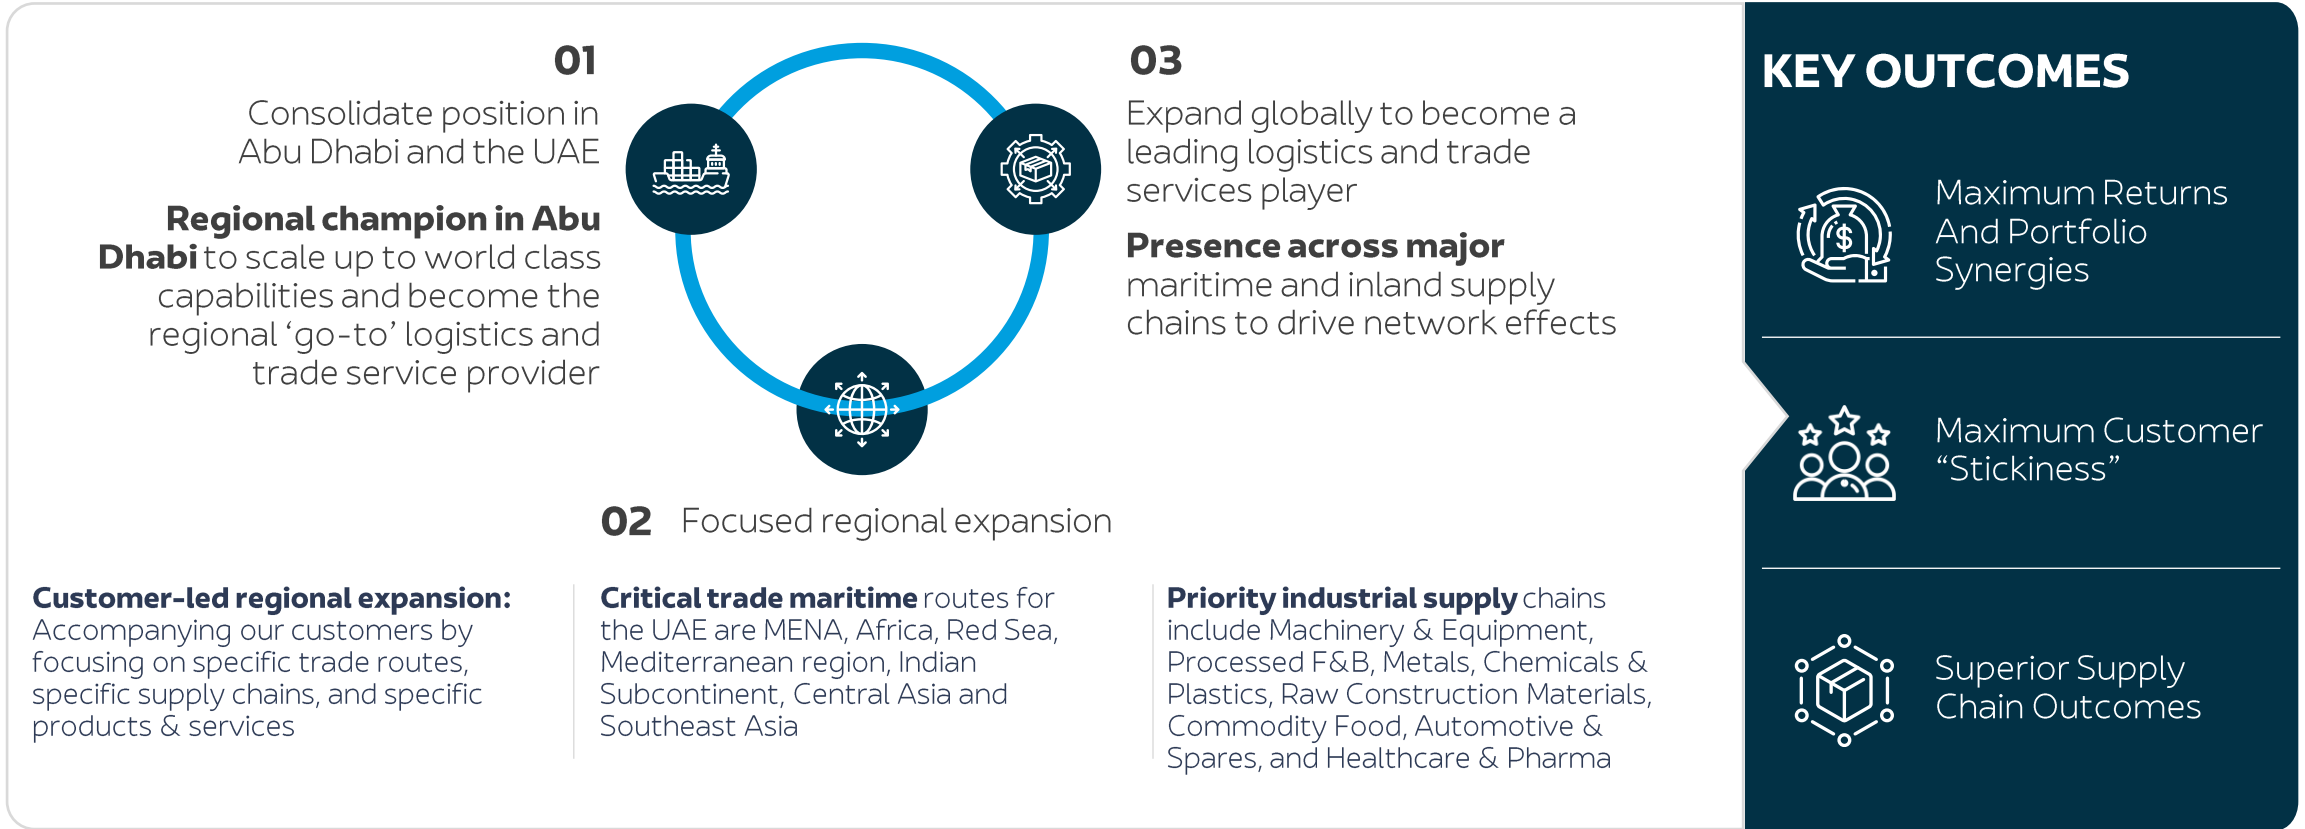 01
Consolidate position in
Abu Dhabi and the UAE
Regional champion in Abu
Dhabi to scale up to world class
capabilities and become the
regional ‘go-to’ logistics and
trade service provider
03
Expand globally to become a
leading logistics and trade
services player
Presence across major
maritime and inland supply
chains to drive network effects
02 Focused regional expansion
Customer-led regional expansion:
Accompanying our customers by
focusing on specific trade routes,
specific supply chains, and specific
products & services
Critical trade maritime routes for
the UAE are MENA, Africa, Red Sea,
Mediterranean region, Indian
Subcontinent, Central Asia and
Southeast Asia
Priority industrial supply chains
include Machinery & Equipment,
Processed F&B, Metals, Chemicals &
Plastics, Raw Construction Materials,
Commodity Food, Automotive &
Spares, and Healthcare & Pharma
KEY OUTCOMES
$
Maximum Returns
And Portfolio
Synergies
Maximum Customer
“Stickiness”
Superior Supply
Chain Outcomes